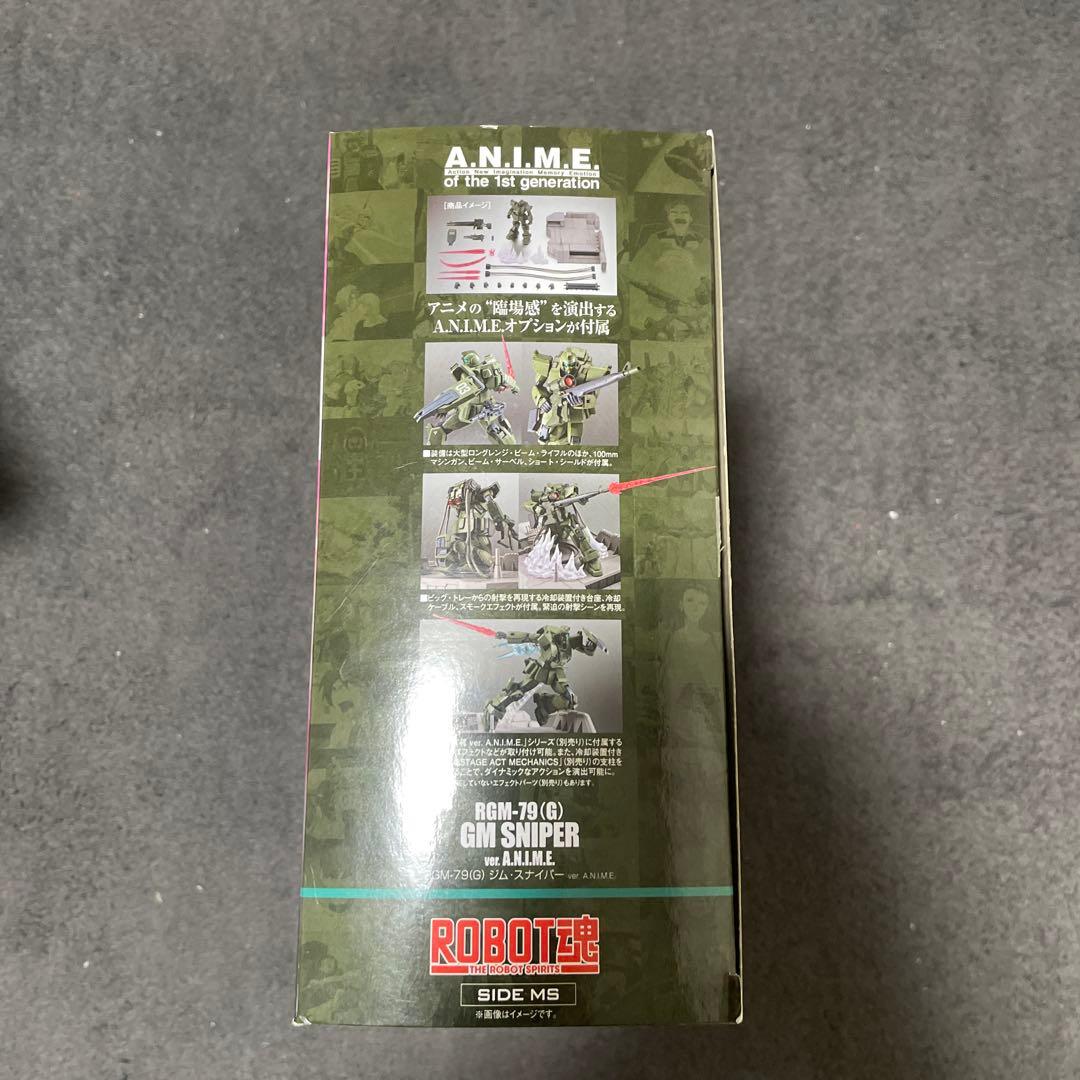 A.N.I.M.E.
Action New Imagination Memory Emotion
of the 1st generation
[商品イメージ]
アニメの“臨場感”を演出する
A.N.I.M.E.オプションが付属
■装備は大型ロングレンジ・ビーム・ライフルのほか、100mm
マシンガン、ビーム・サーベル、ショート・シールドが付属。
■ビッグ・トレーからの射撃を再現する冷却装置付き台座、冷却
ケーブル、スモークエフェクトが付属。緊迫の射撃シーンを再現。
ver. A.N.I.M.E.」シリーズ(別売り)に付属する
フェクトなどが取り付け可能。また、冷却装置付き
STAGE ACT MECHANICS」(別売り)の支柱を
ことで、ダイナミックなアクションを演出可能に。
していないエフェクトパーツ(別売り)もあります。
RGM-79(G)
GM SNIPER
ver. A.N.I.M.E.
GM-79(G) ジム・スナイパー ver. A.N.I.M.E.
ROBOT魂
THE ROBOT SPIRITS
SIDE MS
※画像はイメージです。